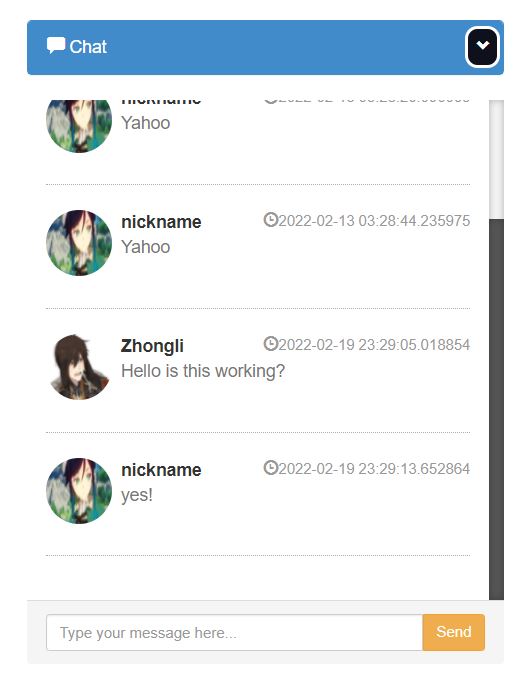 Chat
nickname
Yahoo
nickname 2022-02-13 03:28:44.235975
Yahoo
Zhongli 2022-02-19 23:29:05.018854
Hello is this working?
nickname 2022-02-19 23:29:13.652864
yes!
Type your message here... Send